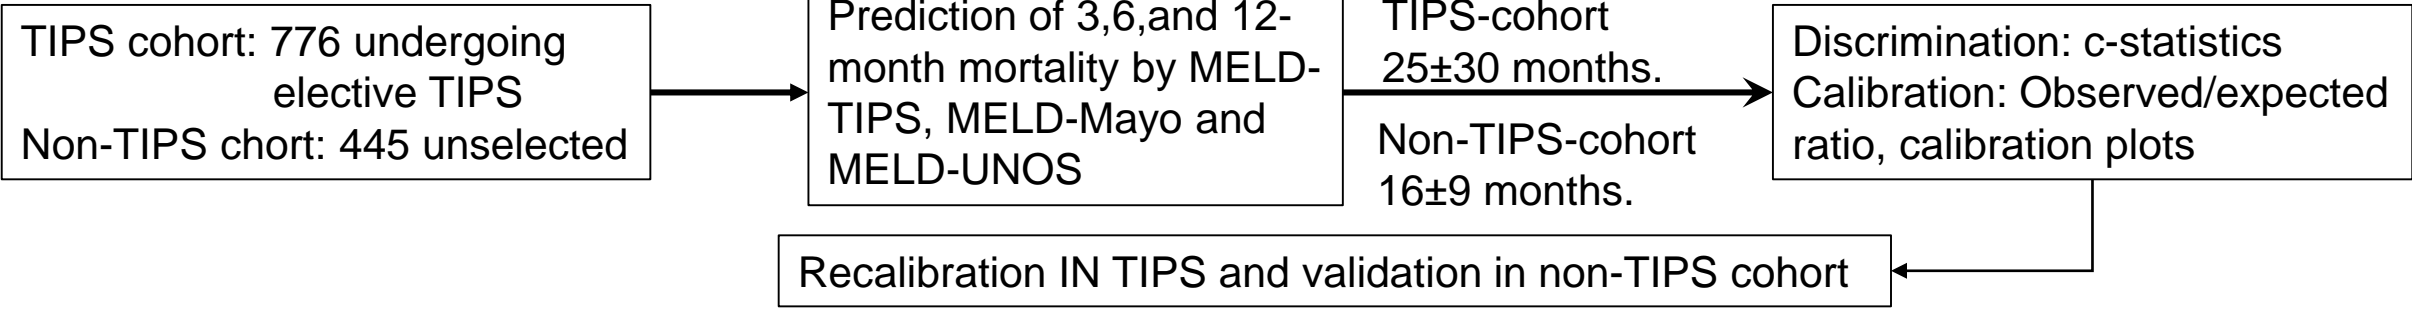 TIPS cohort: 776 undergoing
elective TIPS
Non-TIPS chort: 445 unselected
Prediction of 3,6,and 12-
month mortality by MELD-
TIPS, MELD-Mayo and
MELD-UNOS
TIPS-cohort
25±30 months.
Non-TIPS-cohort
16±9 months.
Discrimination: c-statistics
Calibration: Observed/expected
ratio, calibration plots
Recalibration IN TIPS and validation in non-TIPS cohort